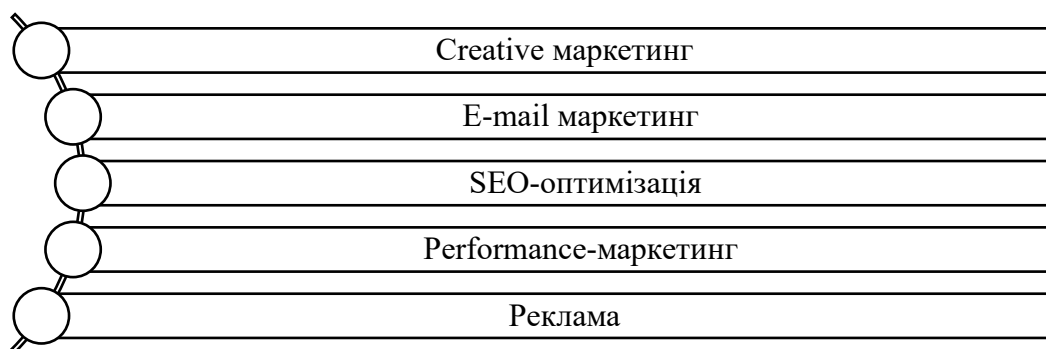 Creative маркетинг
E-mail маркетинг
SEO-оптимізація
Performance-маркетинг
Реклама